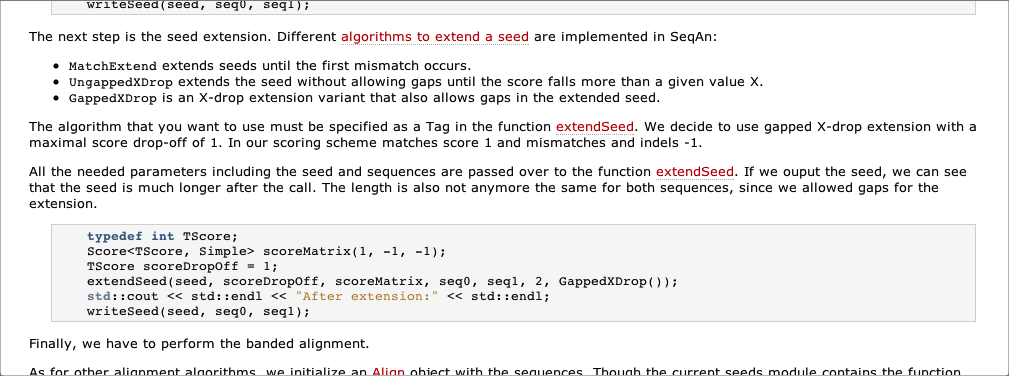 writeSeed(seed, seq0, seq1);
The next step is the seed extension. Different algorithms to extend a seed are implemented in SeqAn:
• MatchExtend extends seeds until the first mismatch occurs.
• UngappedXDrop extends the seed without allowing gaps until the score falls more than a given value X.
• GappedXDrop is an X-drop extension variant that also allows gaps in the extended seed.
The algorithm that you want to use must be specified as a Tag in the function extendSeed. We decide to use gapped X-drop extension with a
maximal score drop-off of 1. In our scoring scheme matches score 1 and mismatches and indels -1.
All the needed parameters including the seed and sequences are passed over to the function extendSeed. If we ouput the seed, we can see
that the seed is much longer after the call. The length is also not anymore the same for both sequences, since we allowed gaps for the
extension.
typedef int TScore;
Score<TScore, Simple> scoreMatrix(1, -1, -1);
TScore scoreDropOff = 1;
extendSeed(seed, scoreDropOff, scoreMatrix, seq0, seq1, 2, GappedXDrop());
std::cout << std::endl << "After extension:" << std::endl;
writeSeed(seed, seq0, seq1);
Finally, we have to perform the banded alignment.
As for other alignment algorithms, we initialize an Align object with the sequences. Though the current seeds module contains the function